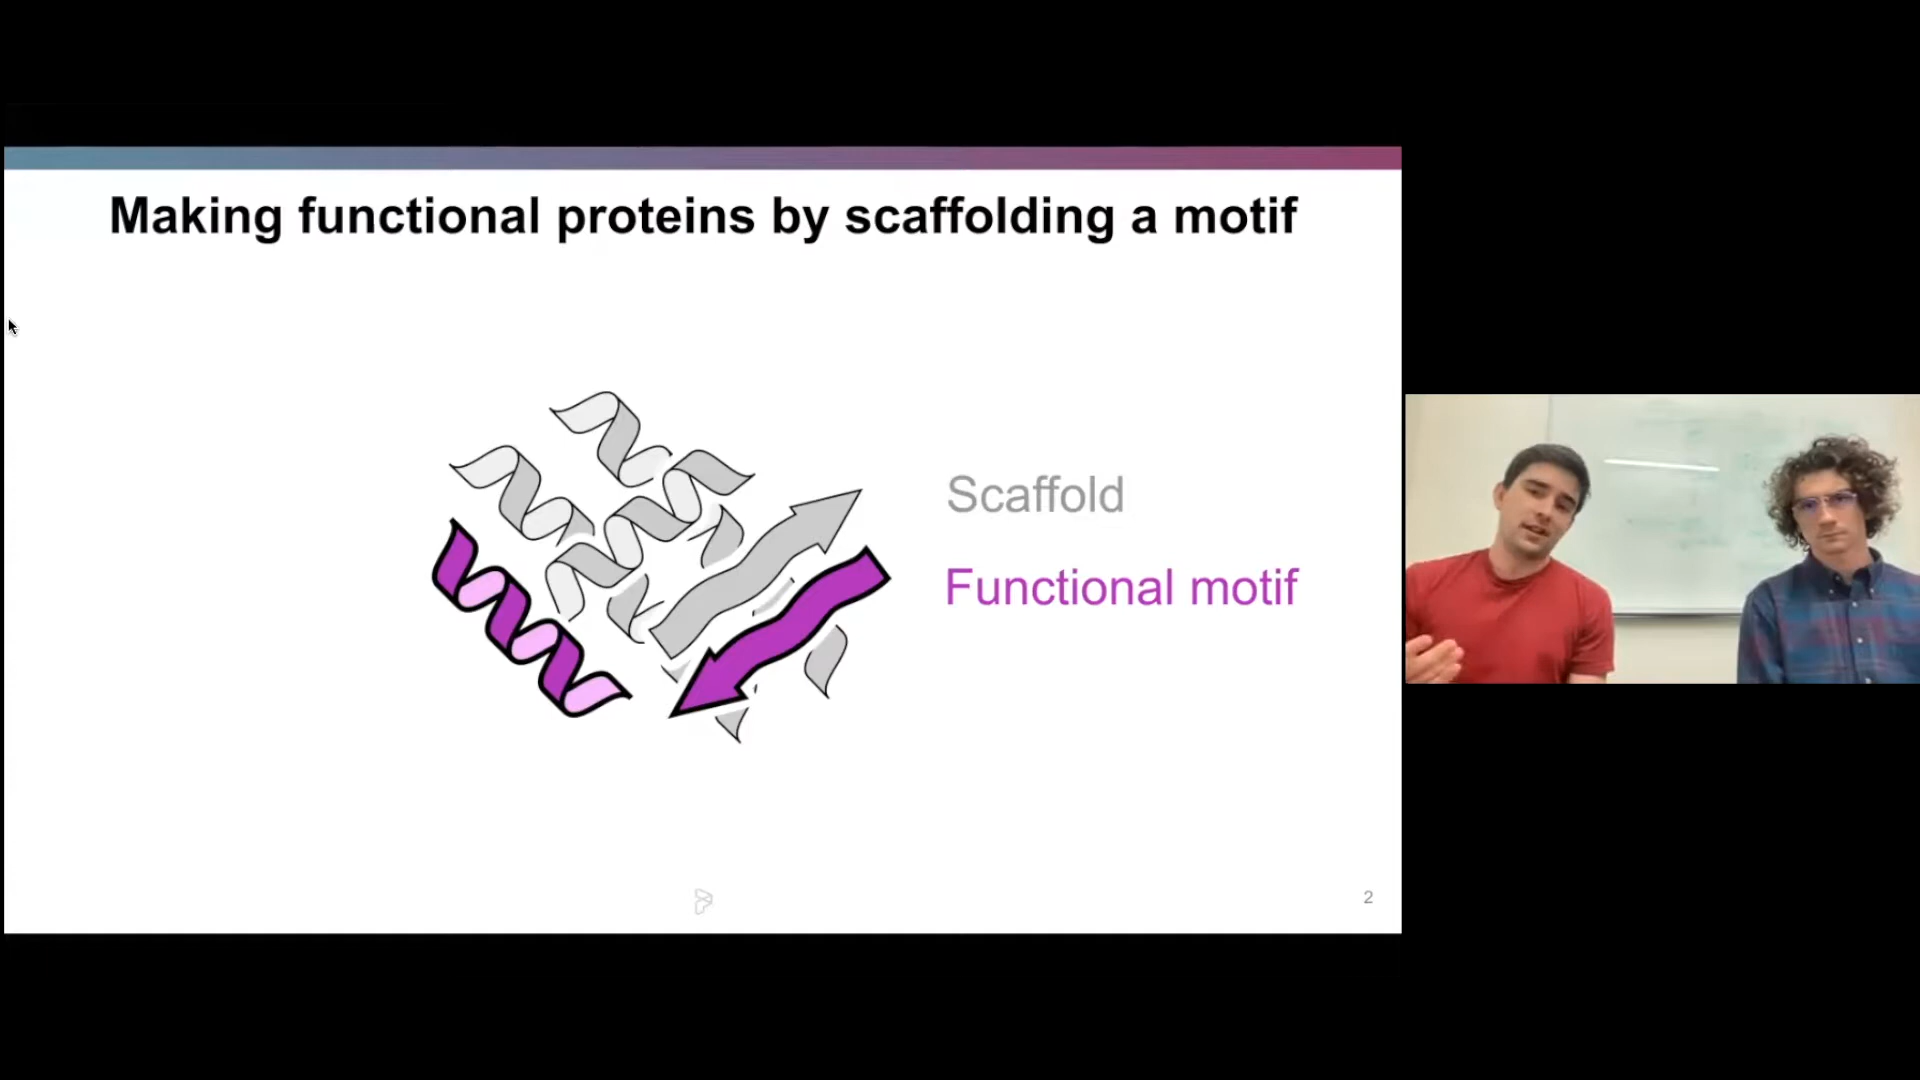 Making functional proteins by scaffolding a motif
Scaffold
Functional motif
2